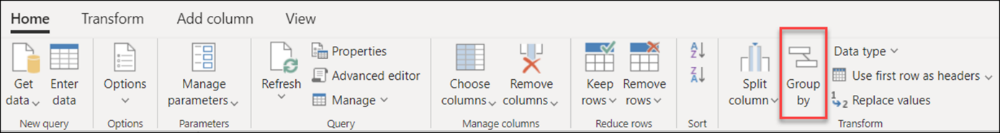 Home Transform Add column View
Get data
Enter data
New query
Options
Options
Manage parameters
Parameters
Refresh
Properties
Advanced editor
Manage
Query
Choose columns
Remove columns
Manage columns
Keep rows
Remove rows
Reduce rows
A
Z
Z
A
Sort
Split column
Group by
Data type
Use first row as headers
1
2
Replace values
Transform